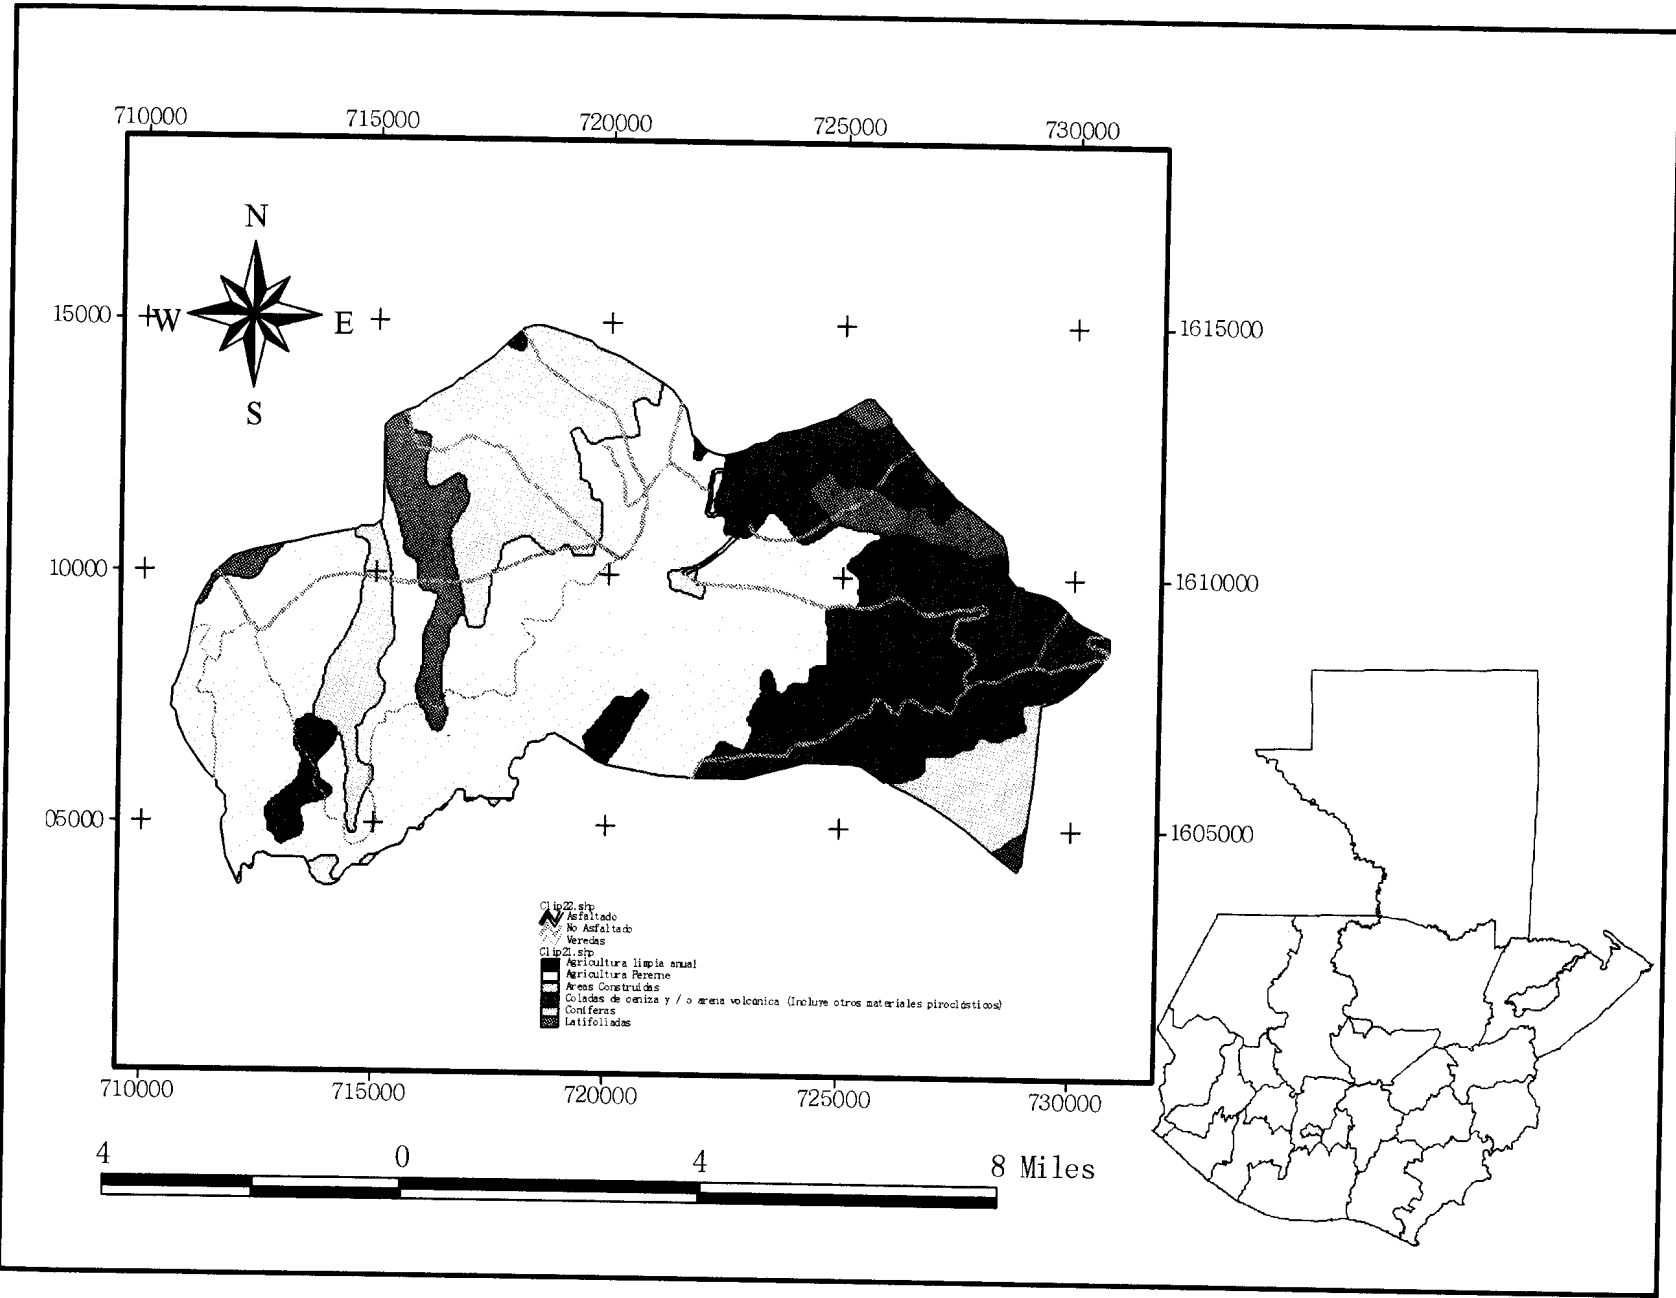 710000
715000
720000
725000
730000
N
15000
W
E
1615000
S
10000
1610000
05000
1605000
Clip22.shp
Asfaltado
No Asfaltado
Veredas
Clip21.shp
Agricultura limpia anual
Agricultura Perenne
Areas Construidas
Coladas de ceniza y / o arena volcánica (Incluye otros materiales piroclásticos)
Coníferas
Latifoliadas
710000
715000
720000
725000
730000
4
0
4
8 Miles